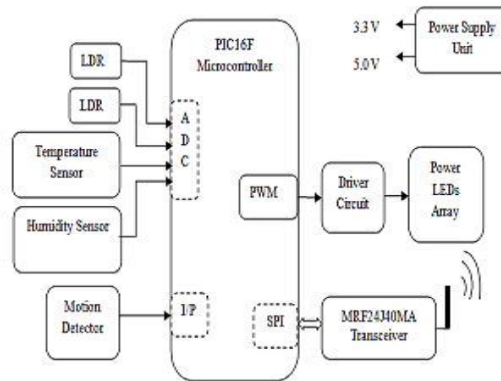 PIC16F
Microcontroller
3.3 V
5.0 V
Power Supply
Unit
LDR
LDR
A
D
C
Temperature
Sensor
Humidity Sensor
Motion
Detector
I/P
PWM
Driver
Circuit
Power
LEDs
Array
SPI
MRF24J40MA
Transceiver